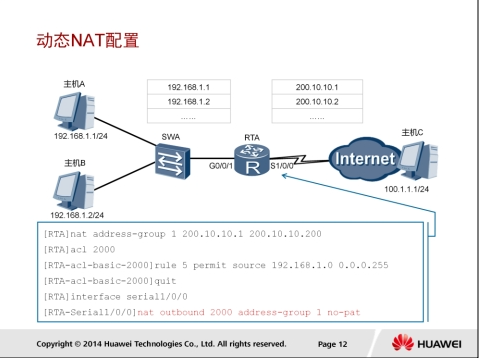 动态NAT配置
主机A
192.168.1.1/24
192.168.1.1
192.168.1.2
……
200.10.10.1
200.10.10.2
……
SWA
RTA
G0/0/1
R
S1/0/0
Internet
主机C
100.1.1.1/24
主机B
192.168.1.2/24
[RTA]nat address-group 1 200.10.10.1 200.10.10.200
[RTA]acl 2000
[RTA-acl-basic-2000]rule 5 permit source 192.168.1.0 0.0.0.255
[RTA-acl-basic-2000]quit
[RTA]interface serial1/0/0
[RTA-Serial1/0/0]nat outbound 2000 address-group 1 no-pat
Copyright © 2014 Huawei Technologies Co., Ltd. All rights reserved.
Page 12
HUAWEI